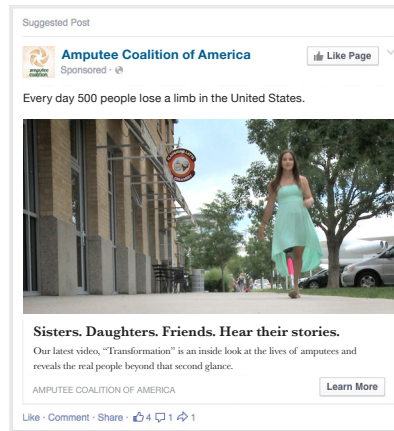 Suggested Post
amputee
coalition
Amputee Coalition of America
Sponsored ·
Like Page
Every day 500 people lose a limb in the United States.
Sisters. Daughters. Friends. Hear their stories.
Our latest video, “Transformation” is an inside look at the lives of amputees and
reveals the real people beyond that second glance.
AMPUTEE COALITION OF AMERICA
Learn More
Like · Comment · Share · 4 1 1